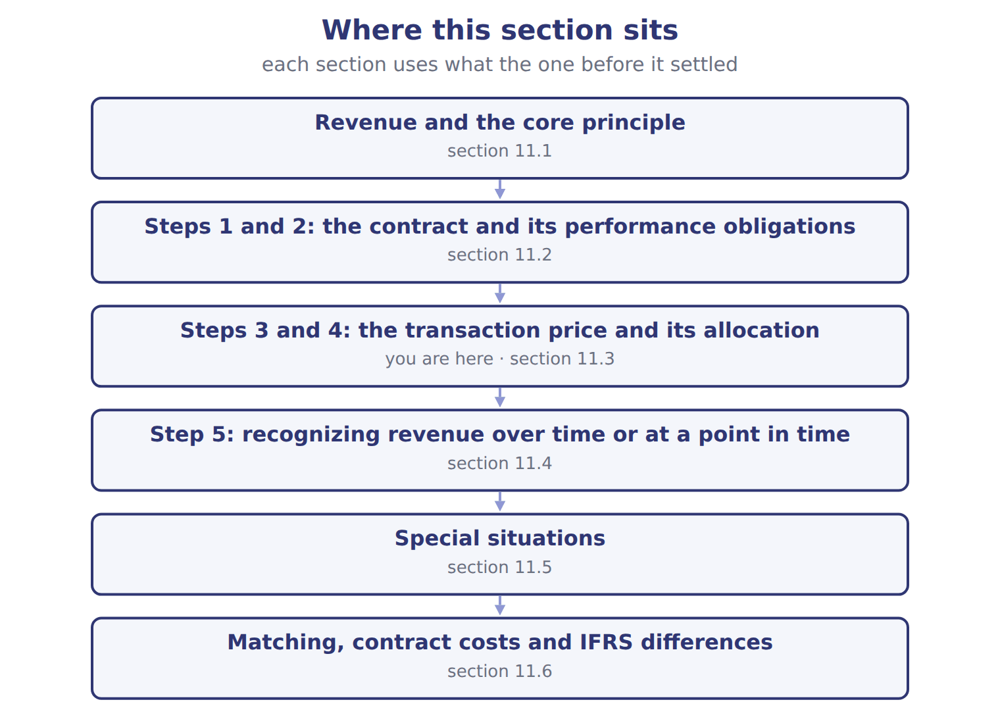 Where this section sits
each section uses what the one before it settled
Revenue and the core principle
section 11.1
Steps 1 and 2: the contract and its performance obligations
section 11.2
Steps 3 and 4: the transaction price and its allocation
you are here · section 11.3
Step 5: recognizing revenue over time or at a point in time
section 11.4
Special situations
section 11.5
Matching, contract costs and IFRS differences
section 11.6